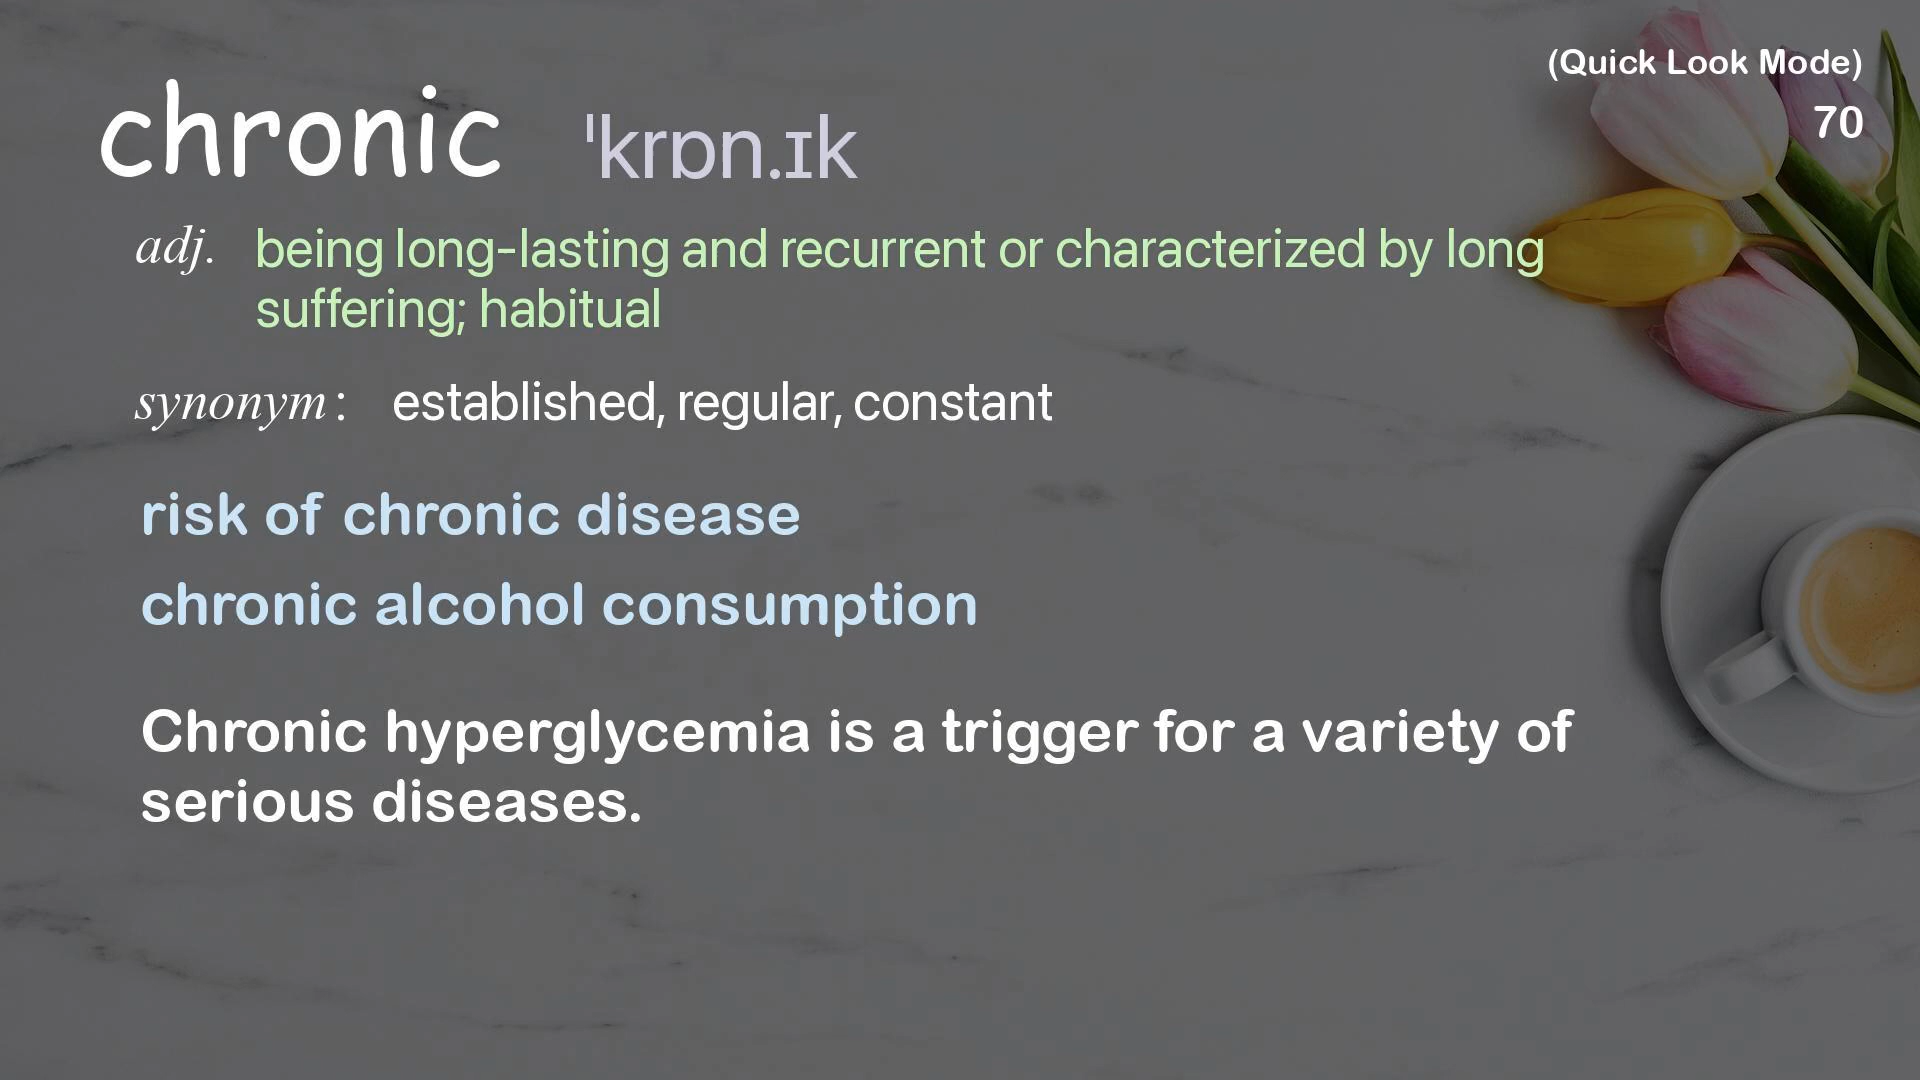 (Quick Look Mode)
70
chronic ˈkrɒn.ɪk
adj. being long-lasting and recurrent or characterized by long
suffering; habitual
synonym: established, regular, constant
risk of chronic disease
chronic alcohol consumption
Chronic hyperglycemia is a trigger for a variety of
serious diseases.